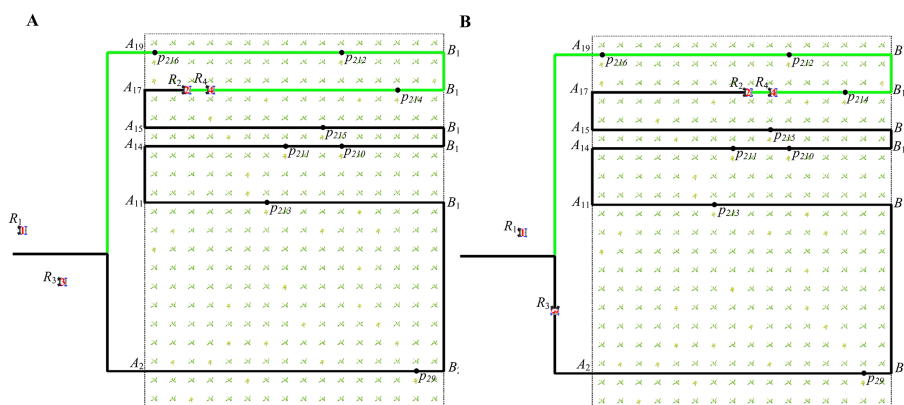 A B
A19 p216 p212 B1
R2 R4
A17 p214 B1
A15 p215 B1
A14 p211 p210 B1
A11 p213 B1
R1
R3
A2 p29 B
A19 p216 p212 B
R2 R4
A17 p214 B1
A15 p215 B1
A14 p211 p210 B1
A11 p213 B
R1
R3
A2 p29 B